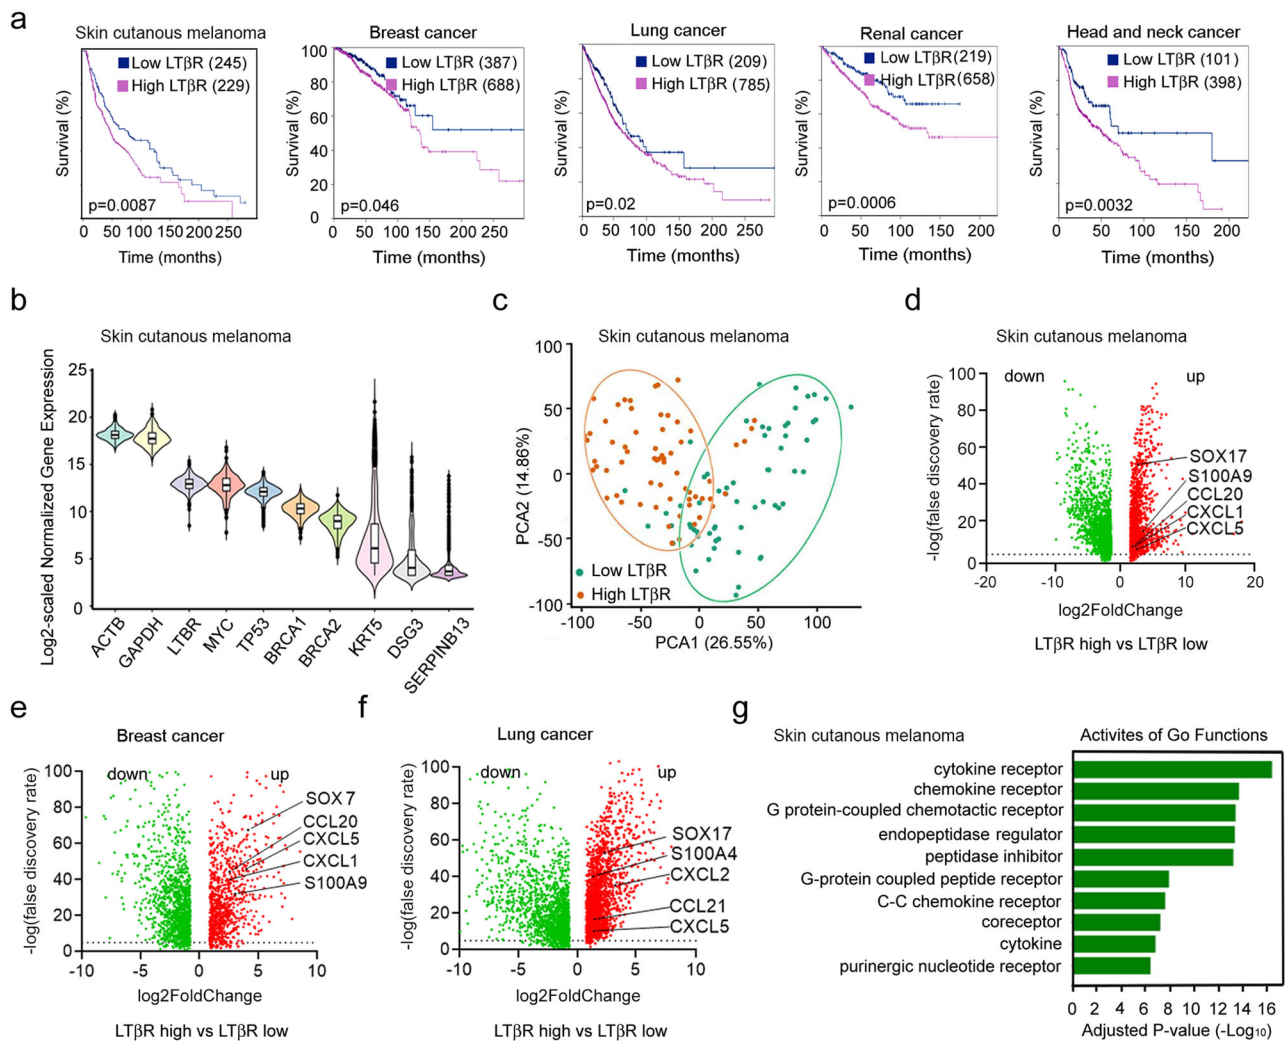 a
Skin cutaneous melanoma
Low LTβR (245)
High LTβR (229)
Survival (%)
p=0.0087
0 50 100 150 200 250
Time (months)
Breast cancer
Low LTβR (387)
High LTβR (688)
Survival (%)
100
80
60
40
20
0
p=0.046
0 50 100 150 200 250
Time (months)
Lung cancer
Low LTβR (209)
High LTβR (785)
Survival (%)
p=0.02
0 50 100 150 200 250
Time (months)
Renal cancer
Low LTβR(219)
High LTβR(658)
Survival (%)
p=0.0006
0 50 100 150 200
Time (months)
Head and neck cancer
Low LTβR (101)
High LTβR (398)
Survival (%)
p=0.0032
0 50 100 150 200
Time (months)
b
Skin cutanous melanoma
Log2-scaled Normalized Gene Expression
25
20
15
10
5
0
ACTB
GAPDH
LTBR
MYC
TP53
BRCA1
BRCA2
KRT5
DSG3
SERPINB13
c
Skin cutanous melanoma
PCA2 (14.86%)
100
50
0
-50
-100
Low LTβR
High LTβR
-100 -50 0 50 100
PCA1 (26.55%)
d
Skin cutanous melanoma
down
up
-log(false discovery rate)
100
80
60
40
20
0
SOX17
S100A9
CCL20
CXCL1
CXCL5
-20 -10 0 10 20
log2FoldChange
LTβR high vs LTβR low
e
Breast cancer
down
up
-log(false discovery rate)
100
80
60
40
20
0
SOX7
CCL20
CXCL5
CXCL1
S100A9
-10 -5 0 5 10
log2FoldChange
LTβR high vs LTβR low
f
Lung cancer
down
up
-log(false discovery rate)
100
80
60
40
20
0
SOX17
S100A4
CXCL2
CCL21
CXCL5
-10 -5 0 5 10
log2FoldChange
LTβR high vs LTβR low
g
Skin cutanous melanoma
Activites of Go Functions
cytokine receptor
chemokine receptor
G protein-coupled chemotactic receptor
endopeptidase regulator
peptidase inhibitor
G-protein coupled peptide receptor
C-C chemokine receptor
coreceptor
cytokine
purinergic nucleotide receptor
0 2 4 6 8 10 12 14 16
Adjusted P-value (-Log₁₀)